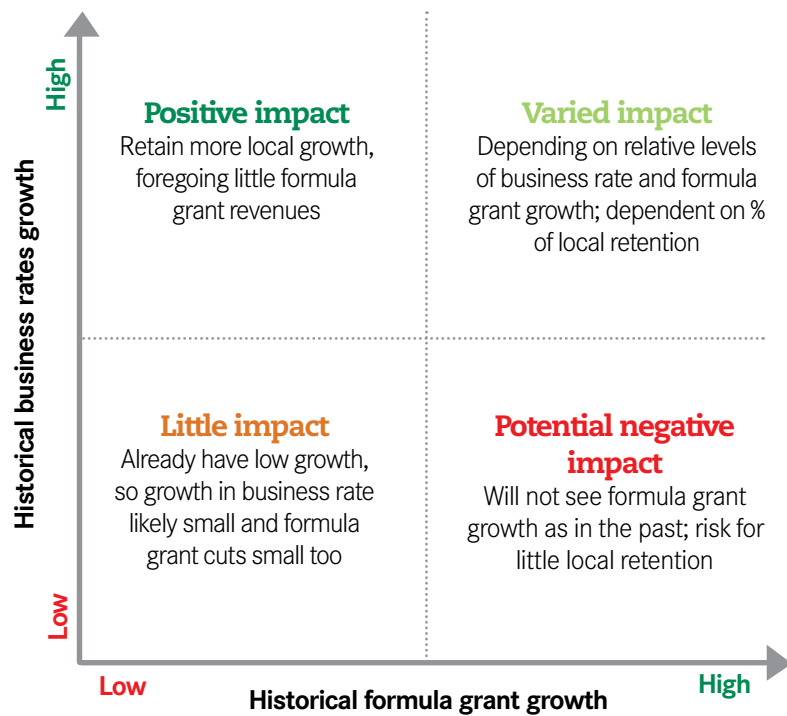 High
Historical business rates growth
Low
Positive impact
Retain more local growth,
foregoing little formula
grant revenues
Varied impact
Depending on relative levels
of business rate and formula
grant growth; dependent on %
of local retention
Little impact
Already have low growth,
so growth in business rate
likely small and formula
grant cuts small too
Potential negative
impact
Will not see formula grant
growth as in the past; risk for
little local retention
Low
Historical formula grant growth
High